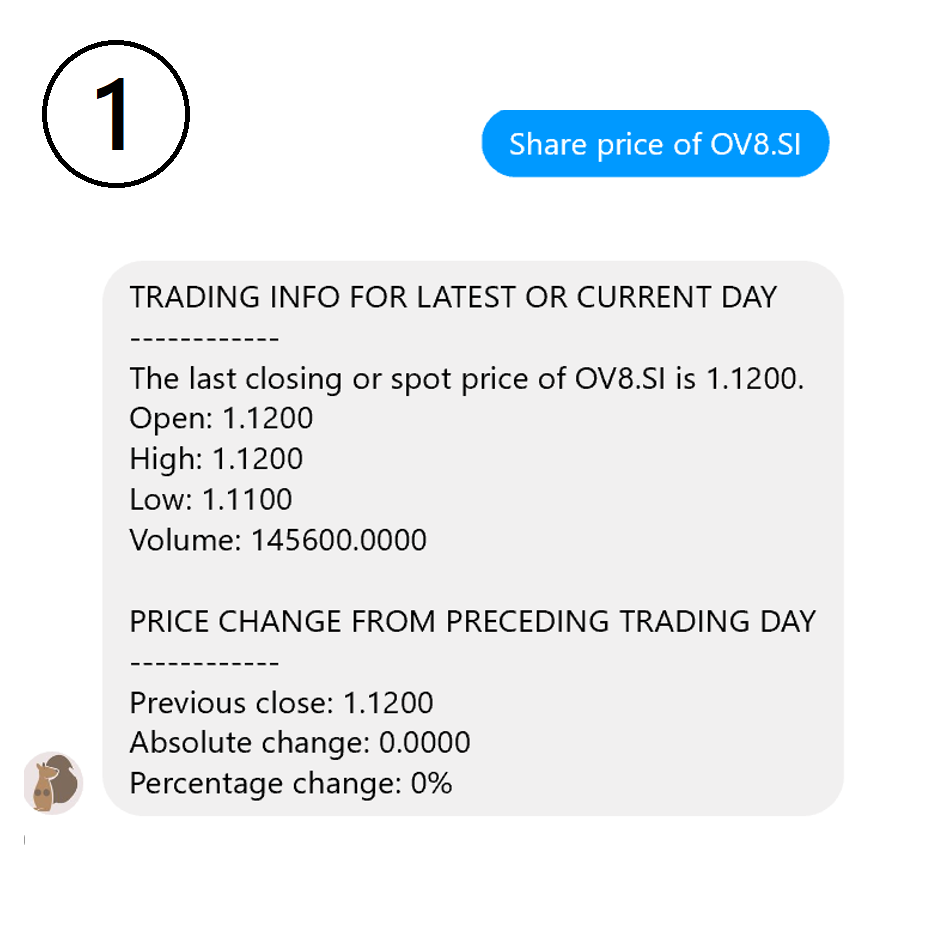 1
Share price of OV8.SI
TRADING INFO FOR LATEST OR CURRENT DAY
------------
The last closing or spot price of OV8.SI is 1.1200.
Open: 1.1200
High: 1.1200
Low: 1.1100
Volume: 145600.0000
PRICE CHANGE FROM PRECEDING TRADING DAY
------------
Previous close: 1.1200
Absolute change: 0.0000
Percentage change: 0%